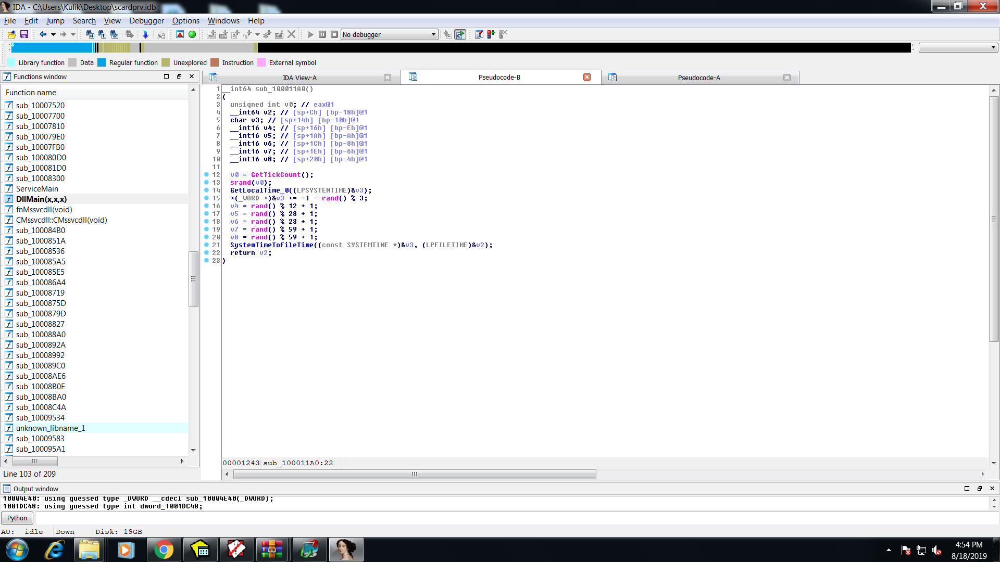 IDA - C:\Users\Kulik\Desktop\scardprv.idb
File Edit Jump Search View Debugger Options Windows Help
No debugger
Library function Data Regular function Unexplored Instruction External symbol
Functions window
Function name
sub_10007520
sub_10007700
sub_10007810
sub_100079E0
sub_10007FB0
sub_100080D0
sub_100081D0
sub_10008300
ServiceMain
DllMain(x,x,x)
fnMssvcdll(void)
CMssvcdll::CMssvcdll(void)
sub_100084B0
sub_1000851A
sub_10008536
sub_100085A5
sub_100085E5
sub_100086A4
sub_10008719
sub_1000875D
sub_1000879D
sub_10008827
sub_100088A0
sub_1000892A
sub_10008992
sub_100089C0
sub_10008AE6
sub_10008B0E
sub_10008BA0
sub_10008C4A
sub_10009534
unknown_libname_1
sub_10009583
sub_100095A1
Line 103 of 209
IDA View-A Pseudocode-B Pseudocode-A
1 __int64 sub_100011A0()
2 {
3 unsigned int v0; // eax@1
4 __int64 v2; // [sp+Ch] [bp-18h]@1
5 char v3; // [sp+14h] [bp-10h]@1
6 __int16 v4; // [sp+16h] [bp-Eh]@1
7 __int16 v5; // [sp+1Ah] [bp-Ah]@1
8 __int16 v6; // [sp+1Ch] [bp-8h]@1
9 __int16 v7; // [sp+1Eh] [bp-6h]@1
10 __int16 v8; // [sp+20h] [bp-4h]@1
11
12 v0 = GetTickCount();
13 srand(v0);
14 GetLocalTime_0((LPSYSTEMTIME)&v3);
15 *(_WORD *)&v3 += -1 - rand() % 3;
16 v4 = rand() % 12 + 1;
17 v5 = rand() % 28 + 1;
18 v6 = rand() % 23 + 1;
19 v7 = rand() % 59 + 1;
20 v8 = rand() % 59 + 1;
21 SystemTimeToFileTime((const SYSTEMTIME *)&v3, (LPFILETIME)&v2);
22 return v2;
23 }
00001243 sub_100011A0:22
Output window
10004E40: using guessed type _DWORD __cdecl sub_10004E40(_DWORD);
1001DC48: using guessed type int dword_1001DC48;
Python
AU: idle Down Disk: 19GB
4:54 PM
8/18/2019